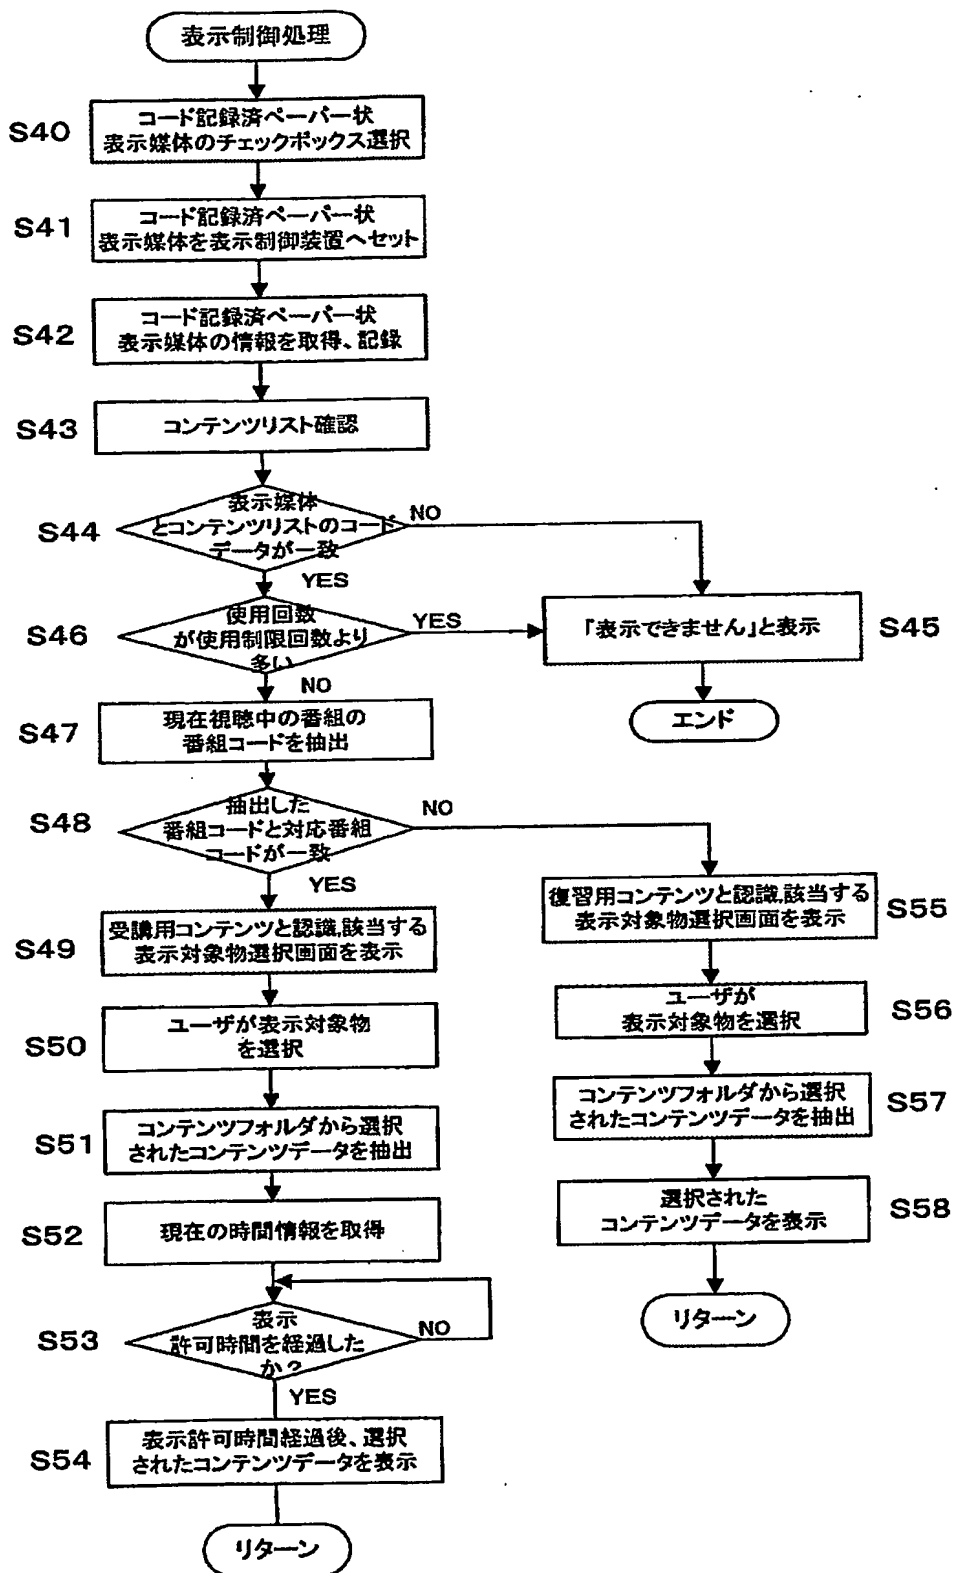 表示制御処理
S40
コード記録済ペーパー状
表示媒体のチェックボックス選択
S41
コード記録済ペーパー状
表示媒体を表示制御装置へセット
S42
コード記録済ペーパー状
表示媒体の情報を取得、記録
S43
コンテンツリスト確認
S44
表示媒体
とコンテンツリストのコード
データが一致
NO
YES
S46
使用回数
が使用制限回数より
多い
YES
NO
「表示できません」と表示
S45
エンド
S47
現在視聴中の番組の
番組コードを抽出
S48
抽出した
番組コードと対応番組
コードが一致
NO
YES
S49
受講用コンテンツと認識,該当する
表示対象物選択画面を表示
S50
ユーザが表示対象物
を選択
S51
コンテンツフォルダから選択
されたコンテンツデータを抽出
S52
現在の時間情報を取得
S53
表示
許可時間を経過した
か?
NO
YES
S54
表示許可時間経過後、選択
されたコンテンツデータを表示
リターン
復習用コンテンツと認識,該当する
表示対象物選択画面を表示
S55
ユーザが
表示対象物を選択
S56
コンテンツフォルダから選択
されたコンテンツデータを抽出
S57
選択された
コンテンツデータを表示
S58
リターン